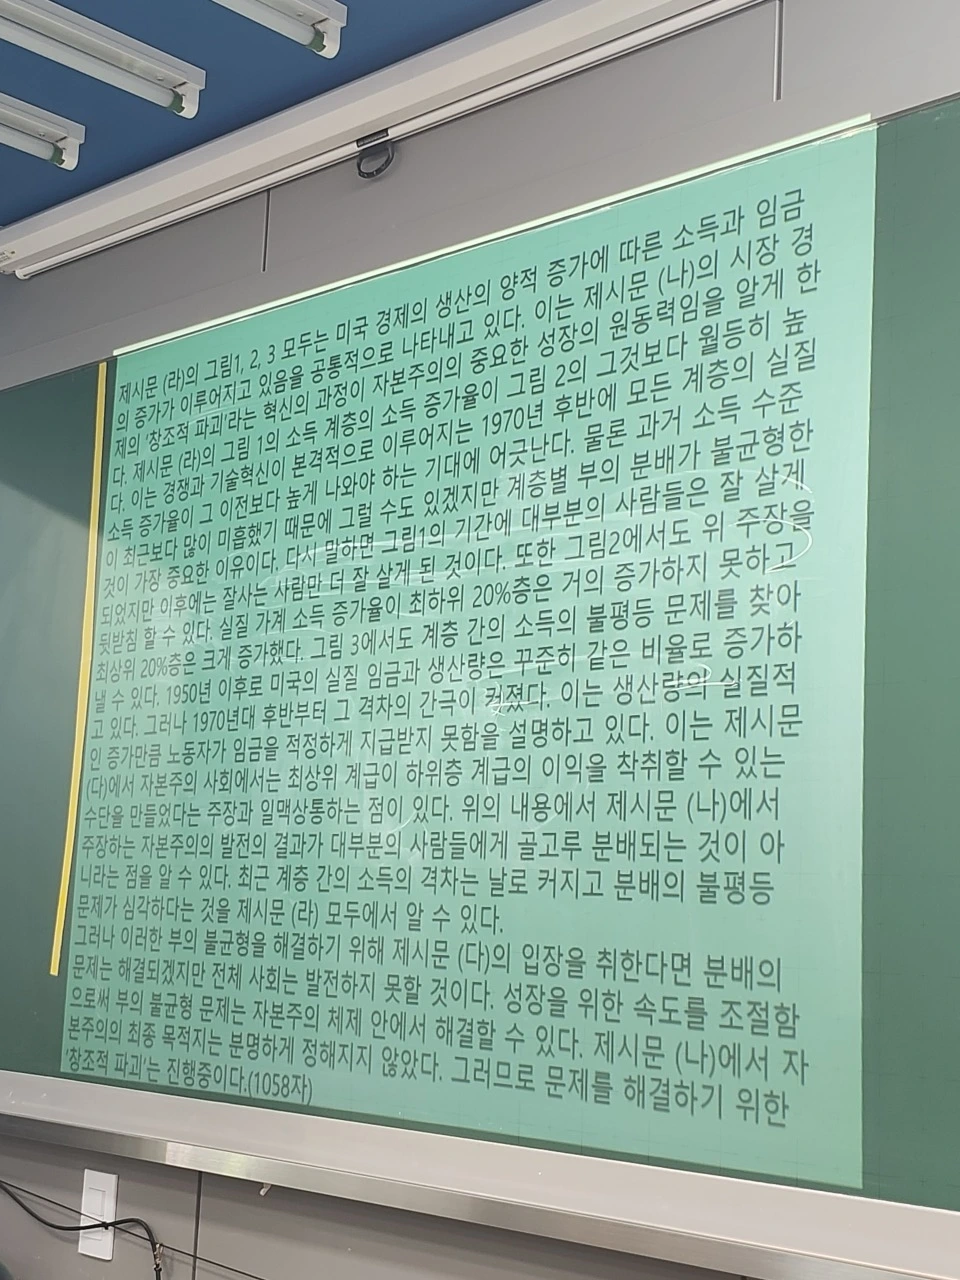 제시문 (라)의 그림1, 2, 3 모두는 미국 경제의 생산의 양적 증가에 따른 소득과 임금
의 증가가 이루어지고 있음을 공통적으로 나타내고 있다. 이는 제시문 (나)의 시장 경
제의 '창조적 파괴'라는 혁신의 과정이 자본주의의 중요한 성장의 원동력임을 알게 한
다. 제시문 (라)의 그림 1의 소득 계층의 소득 증가율이 그림 2의 그것보다 월등히 높
다. 이는 경쟁과 기술혁신이 본격적으로 이루어지는 1970년 후반에 모든 계층의 실질
소득 증가율이 그 이전보다 높게 나와야 하는 기대에 어긋난다. 물론 과거 소득 수준
이 최근보다 많이 미흡했기 때문에 그럴 수도 있겠지만 계층별 부의 분배가 불균형한
것이 가장 중요한 이유이다. 다시 말하면 그림1의 기간에 대부분의 사람들은 잘 살게
되었지만 이후에는 잘사는 사람만 더 잘 살게 된 것이다. 또한 그림2에서도 위 주장을
뒷받침 할 수 있다. 실질 가계 소득 증가율이 최하위 20%층은 거의 증가하지 못하고
최상위 20%층은 크게 증가했다. 그림 3에서도 계층 간의 소득의 불평등 문제를 찾아
낼 수 있다. 1950년 이후로 미국의 실질 임금과 생산량은 꾸준히 같은 비율로 증가하
고 있다. 그러나 1970년대 후반부터 그 격차의 간극이 커졌다. 이는 생산량의 실질적
인 증가만큼 노동자가 임금을 적정하게 지급받지 못함을 설명하고 있다. 이는 제시문
(다)에서 자본주의 사회에서는 최상위 계급이 하위층 계급의 이익을 착취할 수 있는
수단을 만들었다는 주장과 일맥상통하는 점이 있다. 위의 내용에서 제시문 (나)에서
주장하는 자본주의의 발전의 결과가 대부분의 사람들에게 골고루 분배되는 것이 아
니라는 점을 알 수 있다. 최근 계층 간의 소득의 격차는 날로 커지고 분배의 불평등
문제가 심각하다는 것을 제시문 (라) 모두에서 알 수 있다.
그러나 이러한 부의 불균형을 해결하기 위해 제시문 (다)의 입장을 취한다면 분배의
문제는 해결되겠지만 전체 사회는 발전하지 못할 것이다. 성장을 위한 속도를 조절함
으로써 부의 불균형 문제는 자본주의 체제 안에서 해결할 수 있다. 제시문 (나)에서 자
본주의의 최종 목적지는 분명하게 정해지지 않았다. 그러므로 문제를 해결하기 위한
'창조적 파괴'는 진행중이다.(1058자)